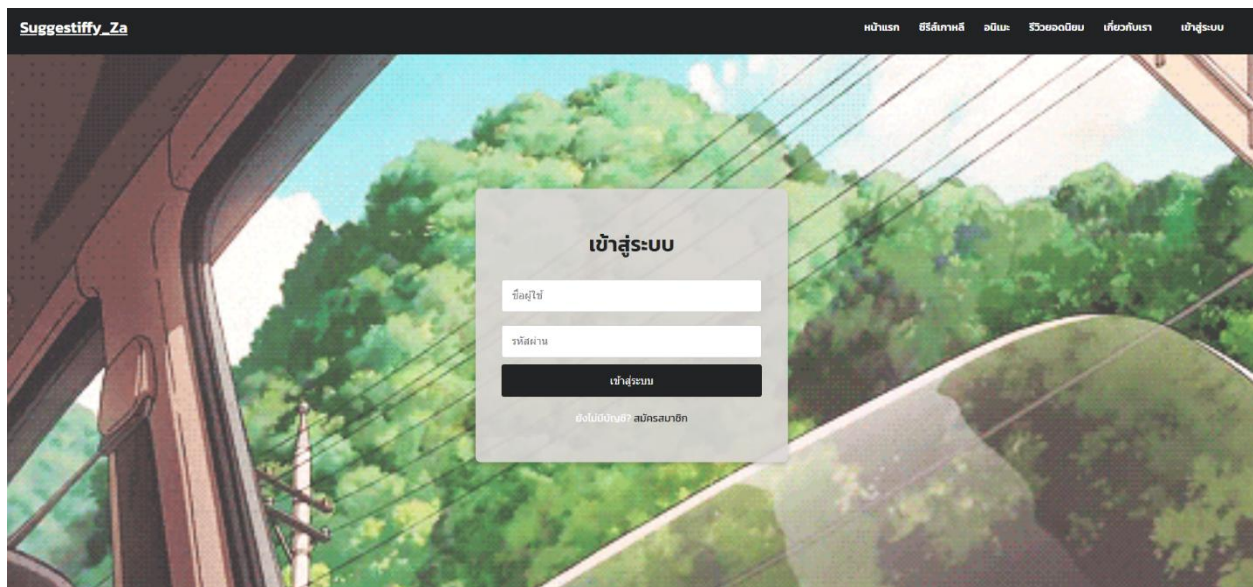 Suggestiffy_Za
หน้าแรก ซีรีส์เกาหลี อนิเมะ รีวิวยอดนิยม เกี่ยวกับเรา เข้าสู่ระบบ
เข้าสู่ระบบ
ชื่อผู้ใช้
รหัสผ่าน
เข้าสู่ระบบ
ยังไม่มีบัญชี? สมัครสมาชิก